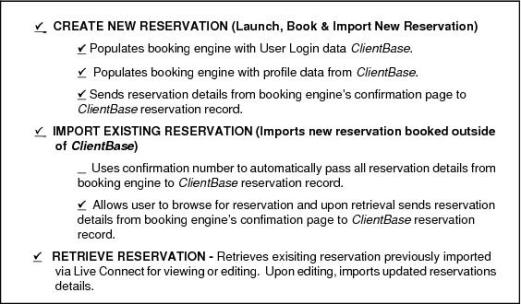 ✓ CREATE NEW RESERVATION (Launch, Book & Import New Reservation)
✓ Populates booking engine with User Login data ClientBase.
✓ Populates booking engine with profile data from ClientBase.
✓ Sends reservation details from booking engine's confirmation page to
ClientBase reservation record.
✓ IMPORT EXISTING RESERVATION (Imports new reservation booked outside
of ClientBase)
_ Uses confirmation number to automatically pass all reservation details from
booking engine to ClientBase reservation record.
✓ Allows user to browse for reservation and upon retrieval sends reservation
details from booking engine's confimation page to ClientBase reservation
record.
✓ RETRIEVE RESERVATION - Retrieves exisiting reservation previously imported
via Live Connect for viewing or editing. Upon editing, imports updated reservations
details.